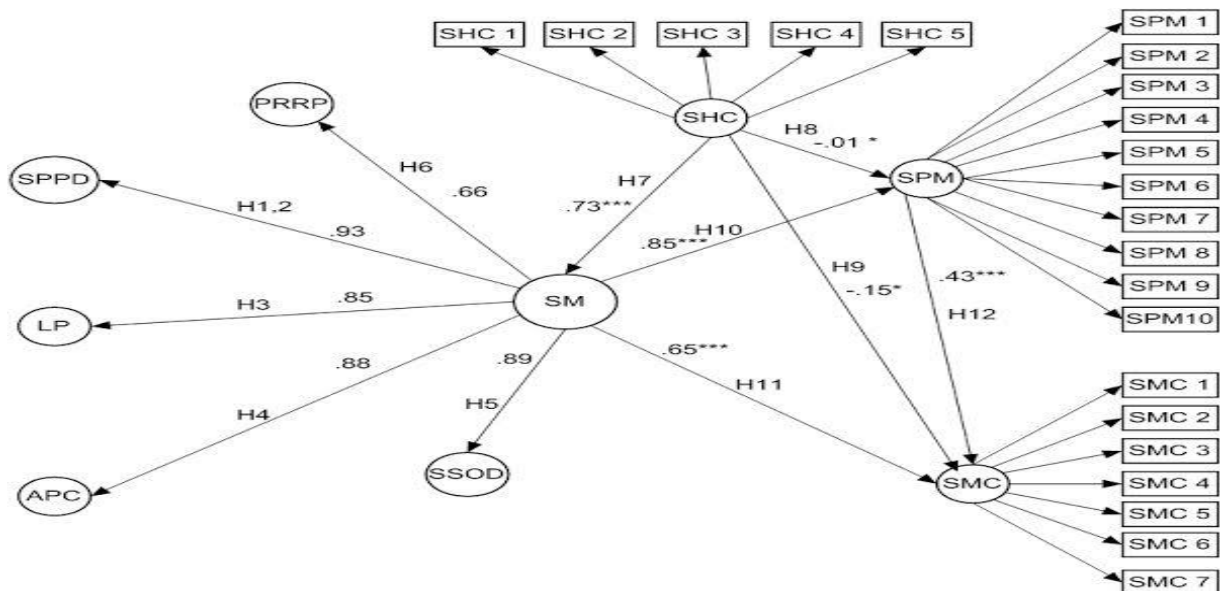 SHC 1
SHC 2
SHC 3
SHC 4
SHC 5
SPM 1
SPM 2
SPM 3
SPM 4
SPM 5
SPM 6
SPM 7
SPM 8
SPM 9
SPM10
PRRP
SHC
H8
-.01 *
SPM
SPPD
H6
.66
H7
.73***
H1,2
.93
H10
.85***
H9
-.15*
.43***
H12
SM
H3
.85
LP
.88
H4
.89
H5
.65***
H11
SSOD
APC
SMC
SMC 1
SMC 2
SMC 3
SMC 4
SMC 5
SMC 6
SMC 7